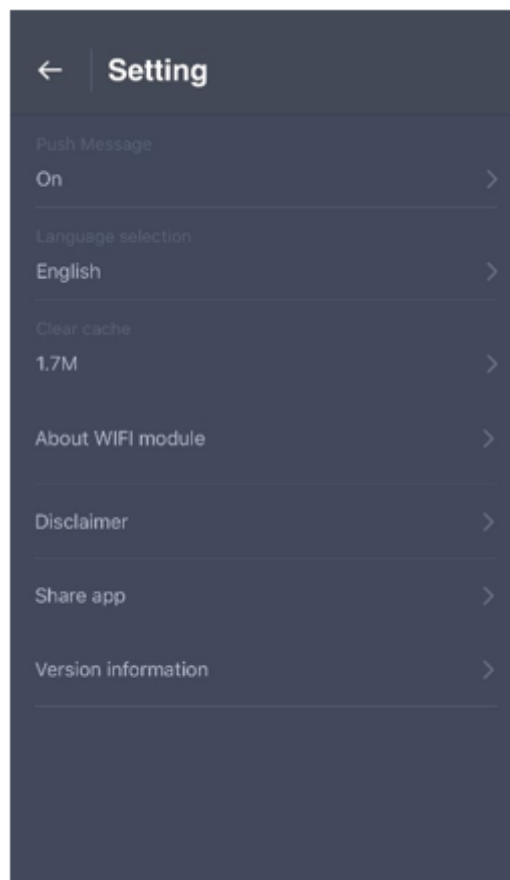 Setting
Push Message
On
Language selection
English
Clear cache
1.7M
About WIFI module
Disclaimer
Share app
Version information